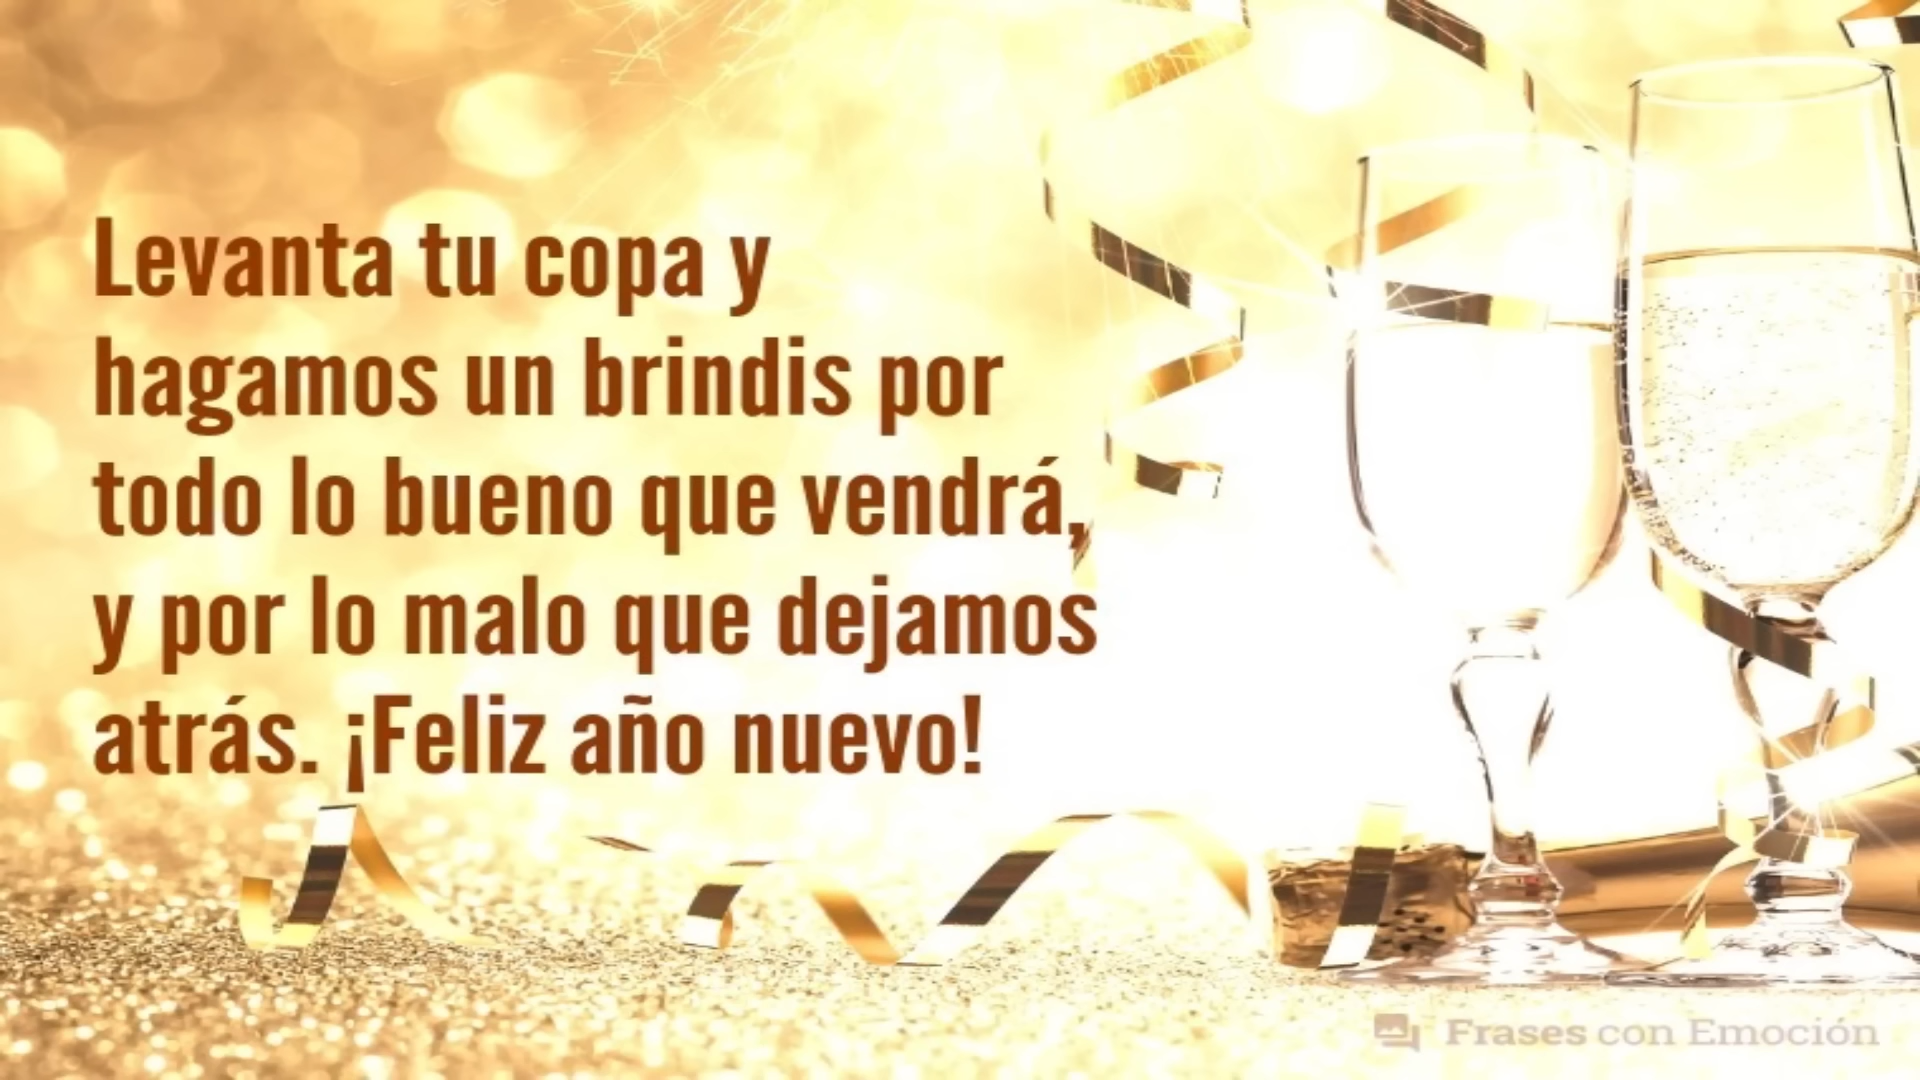 Levanta tu copa y
hagamos un brindis por
todo lo bueno que vendrá,
y por lo malo que dejamos
atrás. ¡Feliz año nuevo!
Frases con Emoción